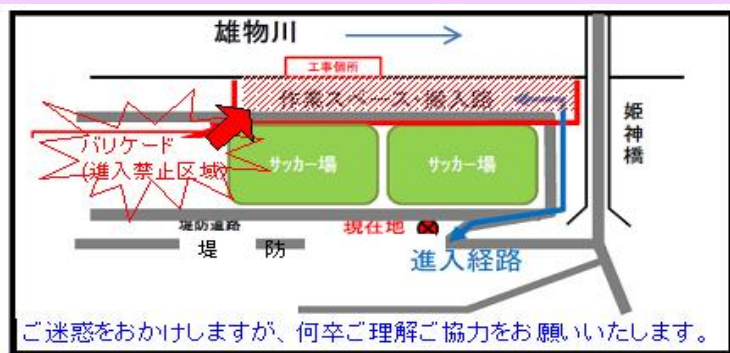 雄物川
工事個所
作業スペース・搬入路
バリケード
(進入禁止区域)
サッカー場
サッカー場
姫神橋
堤防道路
現在地
堤 防
進入経路
ご迷惑をおかけしますが、何卒ご理解ご協力をお願いいたします。